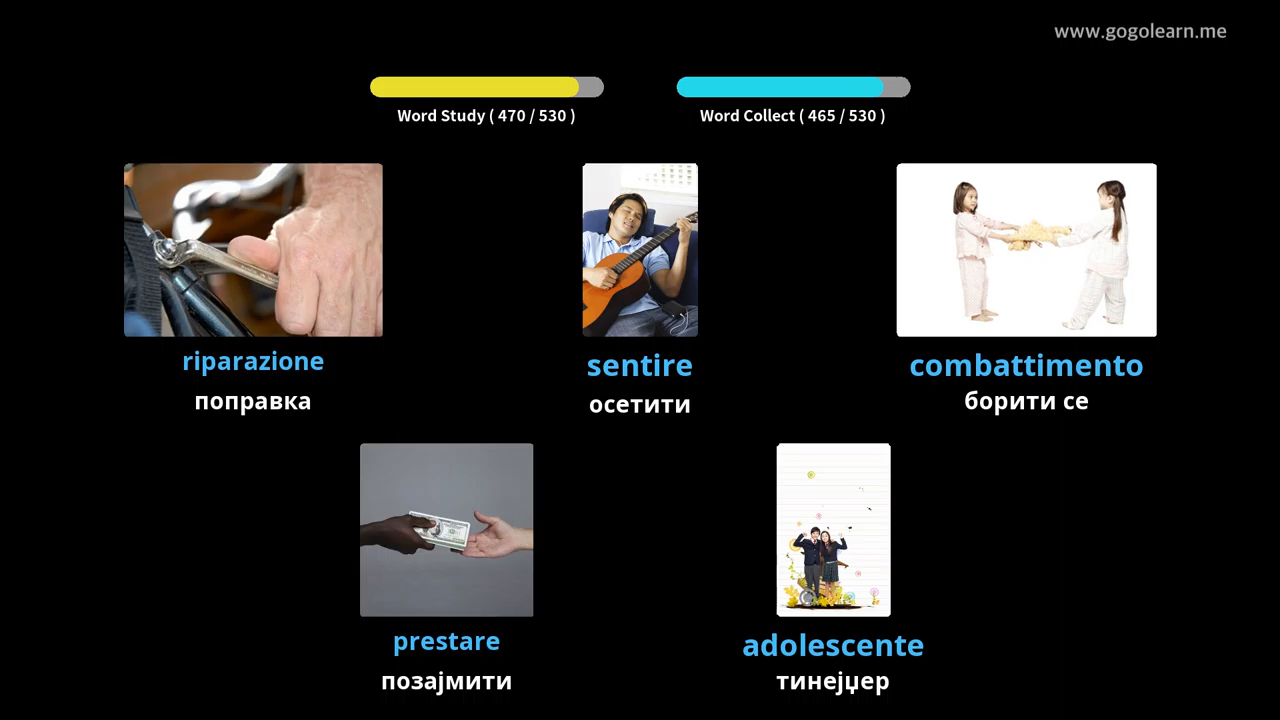 www.gogolearn.me
Word Study ( 470 / 530 )
Word Collect ( 465 / 530 )
riparazione
поправка
sentire
осетити
combattimento
борити се
prestare
позајмити
adolescente
тинејџер